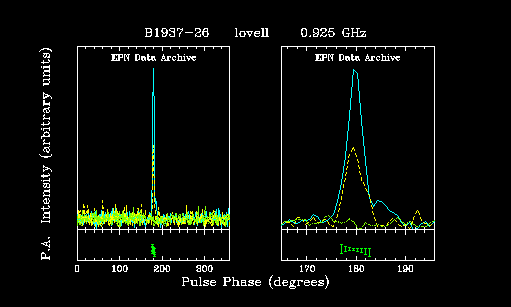 B1937-26 lovell 0.925 GHz
EPN Data Archive EPN Data Archive
P.A. Intensity (arbitrary units)
0 100 200 300 170 180 190
Pulse Phase (degrees)